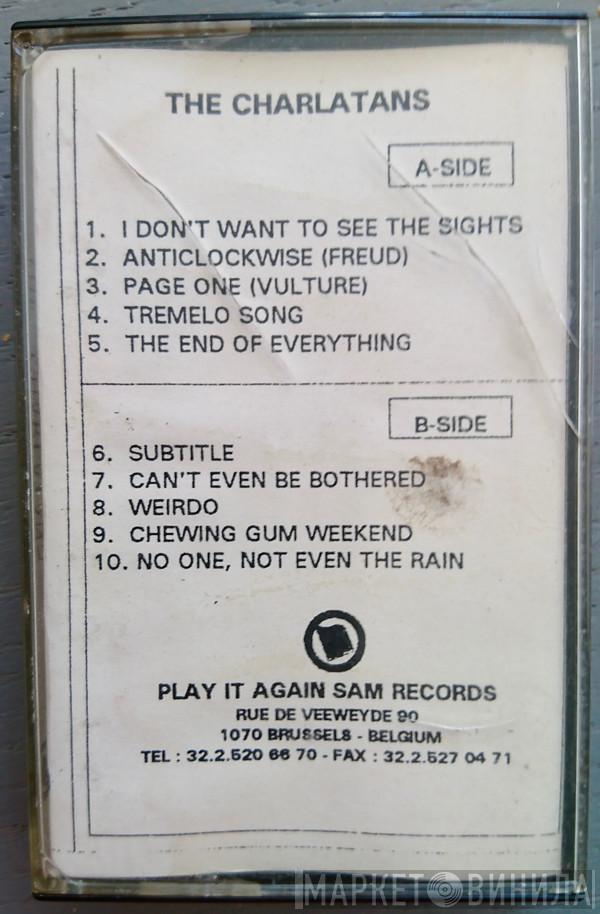 THE CHARLATANS
A-SIDE
1. I DON'T WANT TO SEE THE SIGHTS
2. ANTICLOCKWISE (FREUD)
3. PAGE ONE (VULTURE)
4. TREMELO SONG
5. THE END OF EVERYTHING
B-SIDE
6. SUBTITLE
7. CAN'T EVEN BE BOTHERED
8. WEIRDO
9. CHEWING GUM WEEKEND
10. NO ONE, NOT EVEN THE RAIN
PLAY IT AGAIN SAM RECORDS
RUE DE VEEWEYDE 90
1070 BRUSSELS - BELGIUM
TEL : 32.2.520 66 70 - FAX : 32.2.527 04 71
МАРКЕТ ВИНИЛА